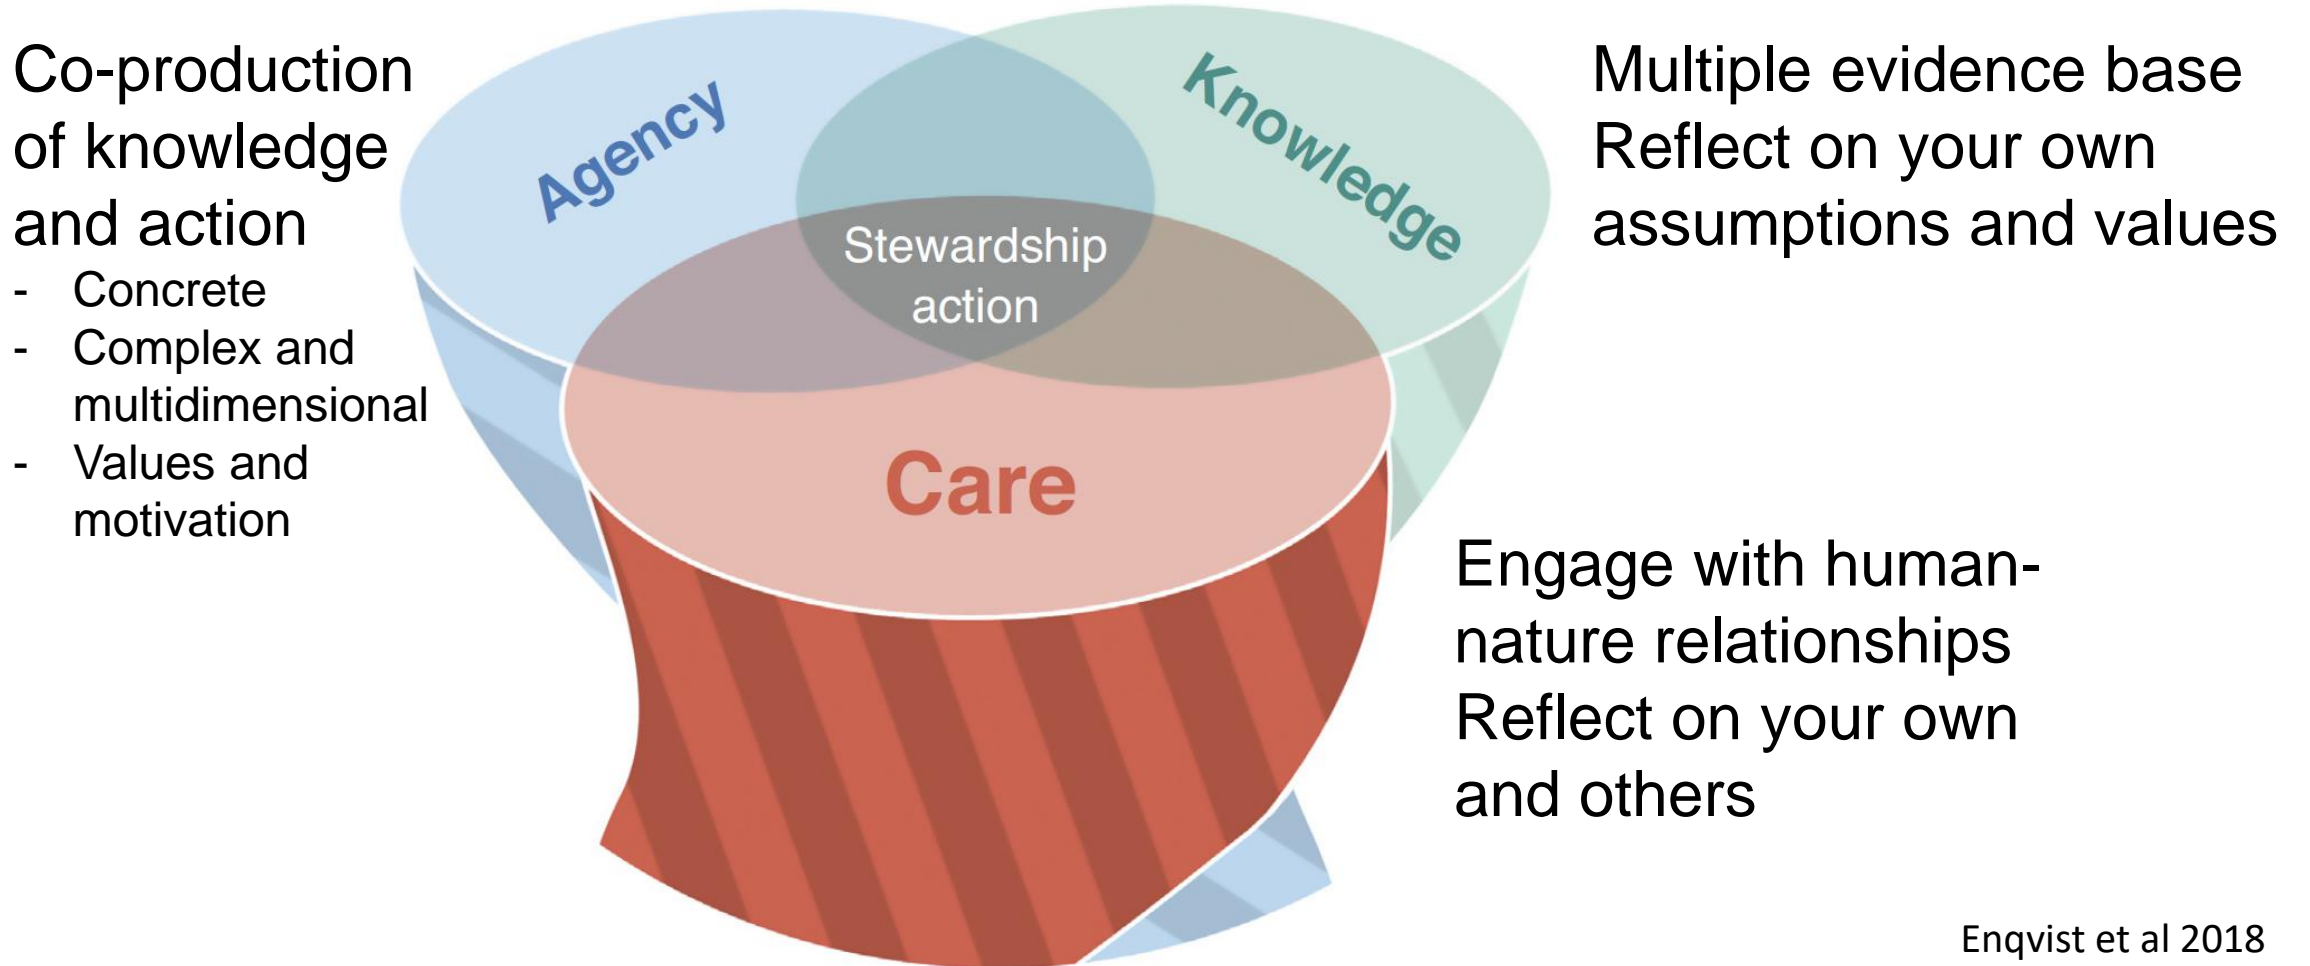 Co-production
of knowledge
and action
- Concrete
- Complex and
multidimensional
- Values and
motivation
Agency
Knowledge
Stewardship
action
Care
Multiple evidence base
Reflect on your own
assumptions and values
Engage with human-
nature relationships
Reflect on your own
and others
Enqvist et al 2018